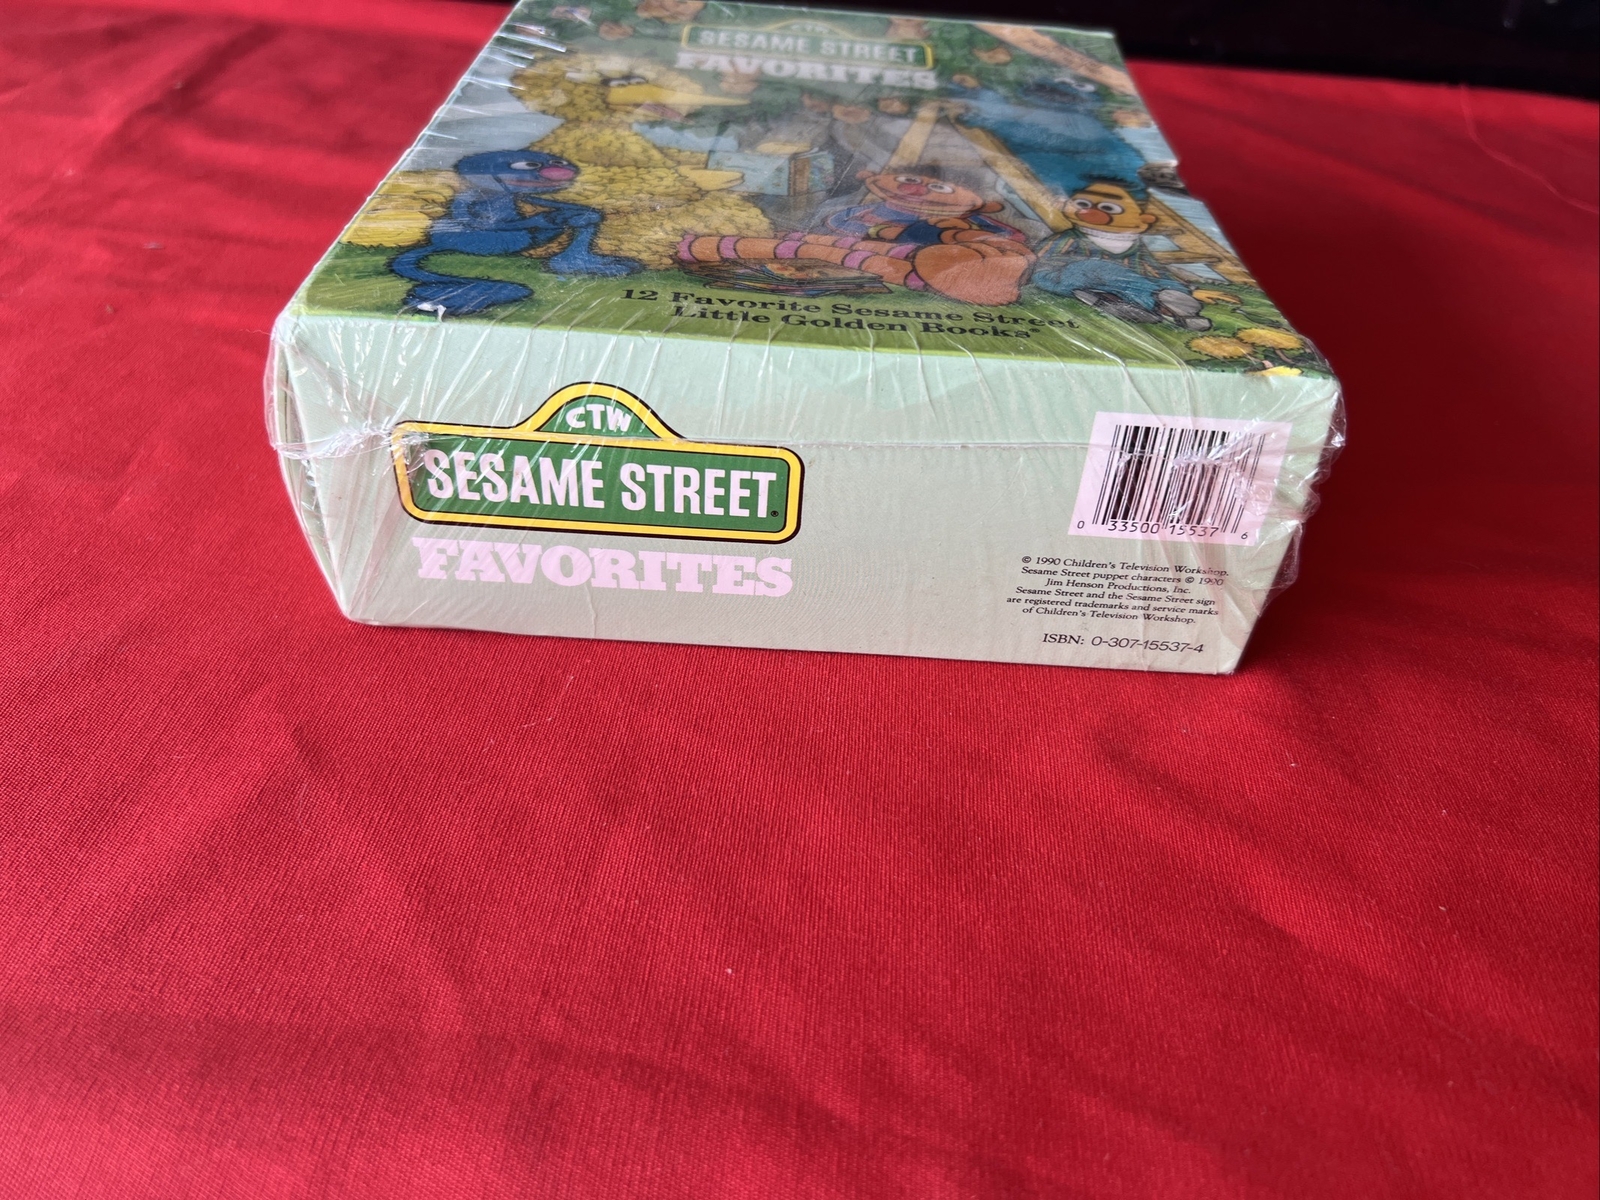 CTW
SESAME STREET
FAVORITES
12 Favorite Sesame Street
Little Golden Books®
CTW
SESAME STREET®
FAVORITES
0 33500 15537 6
© 1990 Children's Television Workshop.
Sesame Street puppet characters © 1990
Jim Henson Productions, Inc.
Sesame Street and the Sesame Street sign
are registered trademarks and service marks
of Children's Television Workshop.
ISBN: 0-307-15537-4